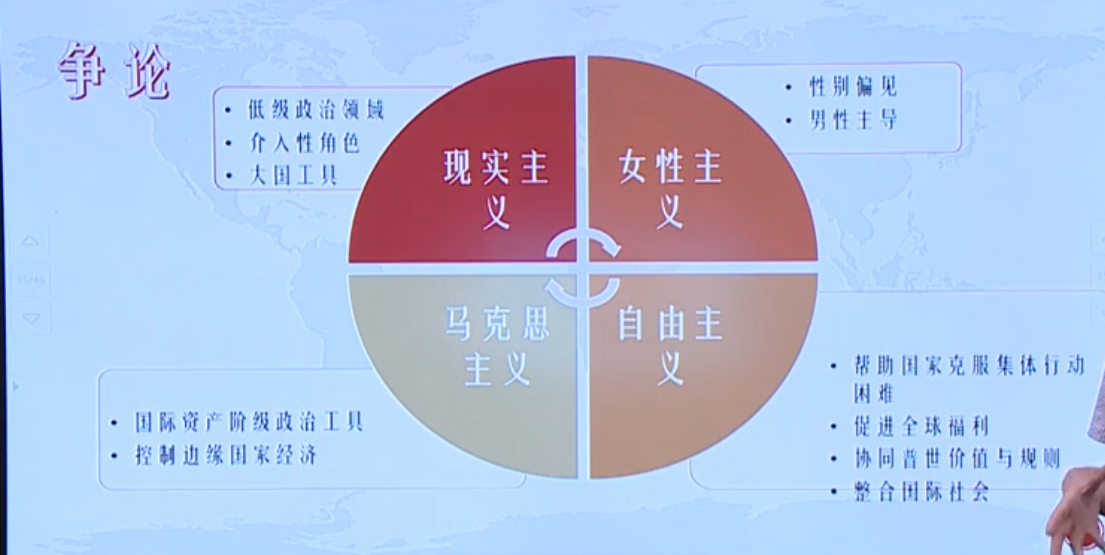 争论
• 低级政治领域
• 介入性角色
• 大国工具
现实主
义
女性主
义
• 性别偏见
• 男性主导
马克思
主义
自由主
义
• 国际资产阶级政治工具
• 控制边缘国家经济
• 帮助国家克服集体行动
困难
• 促进全球福利
• 协同普世价值与规则
• 整合国际社会